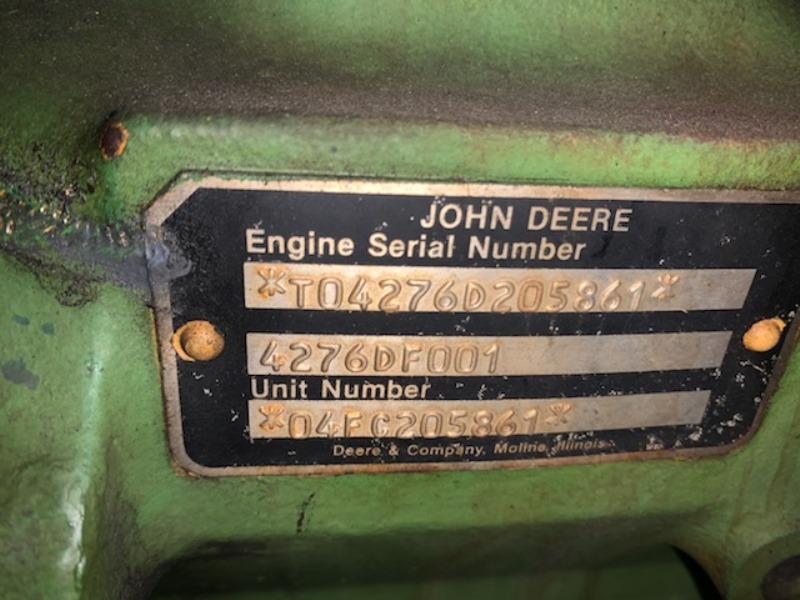 JOHN DEERE
Engine Serial Number
*T04276D205861*
4276DF001
Unit Number
*04FC205861*
Deere & Company, Moline, Illinois